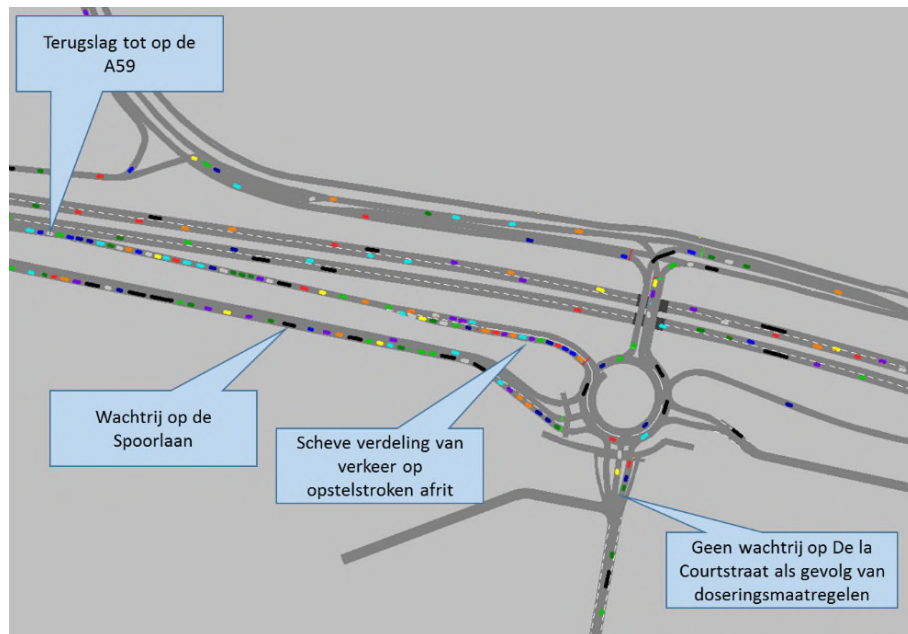 Terugslag tot op de
A59
Wachtrij op de
Spoorlaan
Scheve verdeling van
verkeer op
opstelstroken afrit
Geen wachtrij op De la
Courtstraat als gevolg van
doseringsmaatregelen